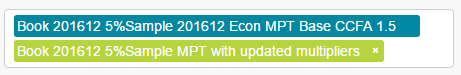 Book 201612 5%Sample 201612 Econ MPT Base CCFA 1.5
Book 201612 5%Sample MPT with updated multipliers ×